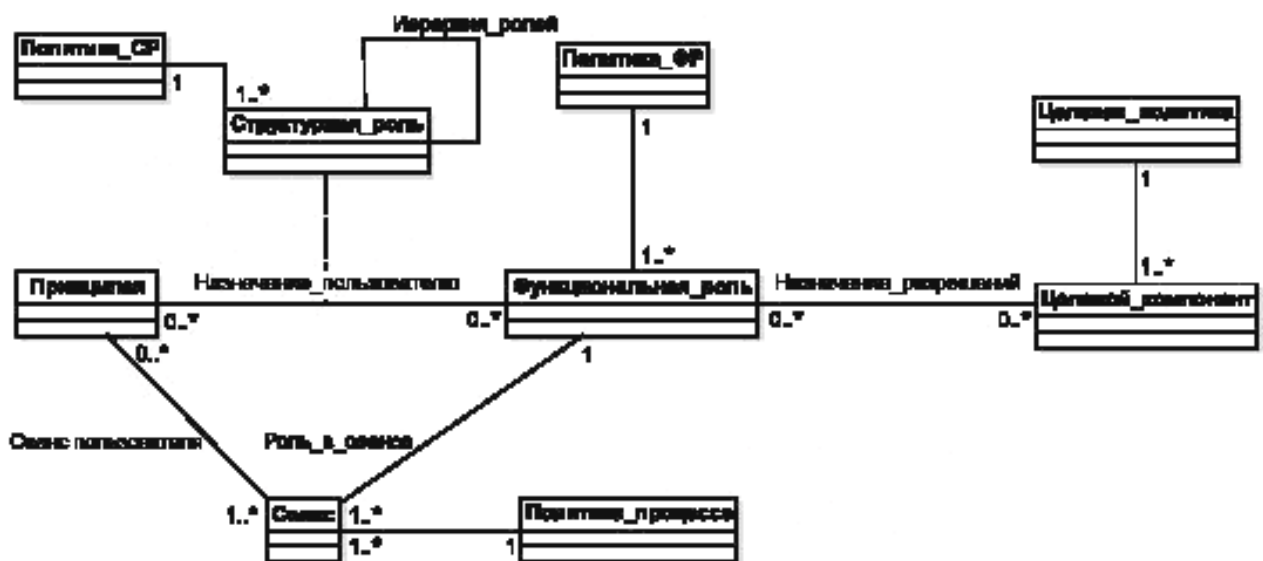 Иерархия_ролей
Политика_СР
Политика_ФР
1
1..*
Структурная_роль
1
Целевая_политика
1
1..*
1..*
Принципал
Назначение_пользователю
Функциональная_роль
Назначение_разрешений
Целевой_компонент
0..*
0..*
0..*
0..*
0..*
1
Сеанс пользователя
Роль_в_сеансе
1..*
Сеанс
1..*
Политика_процесса
1..*
1